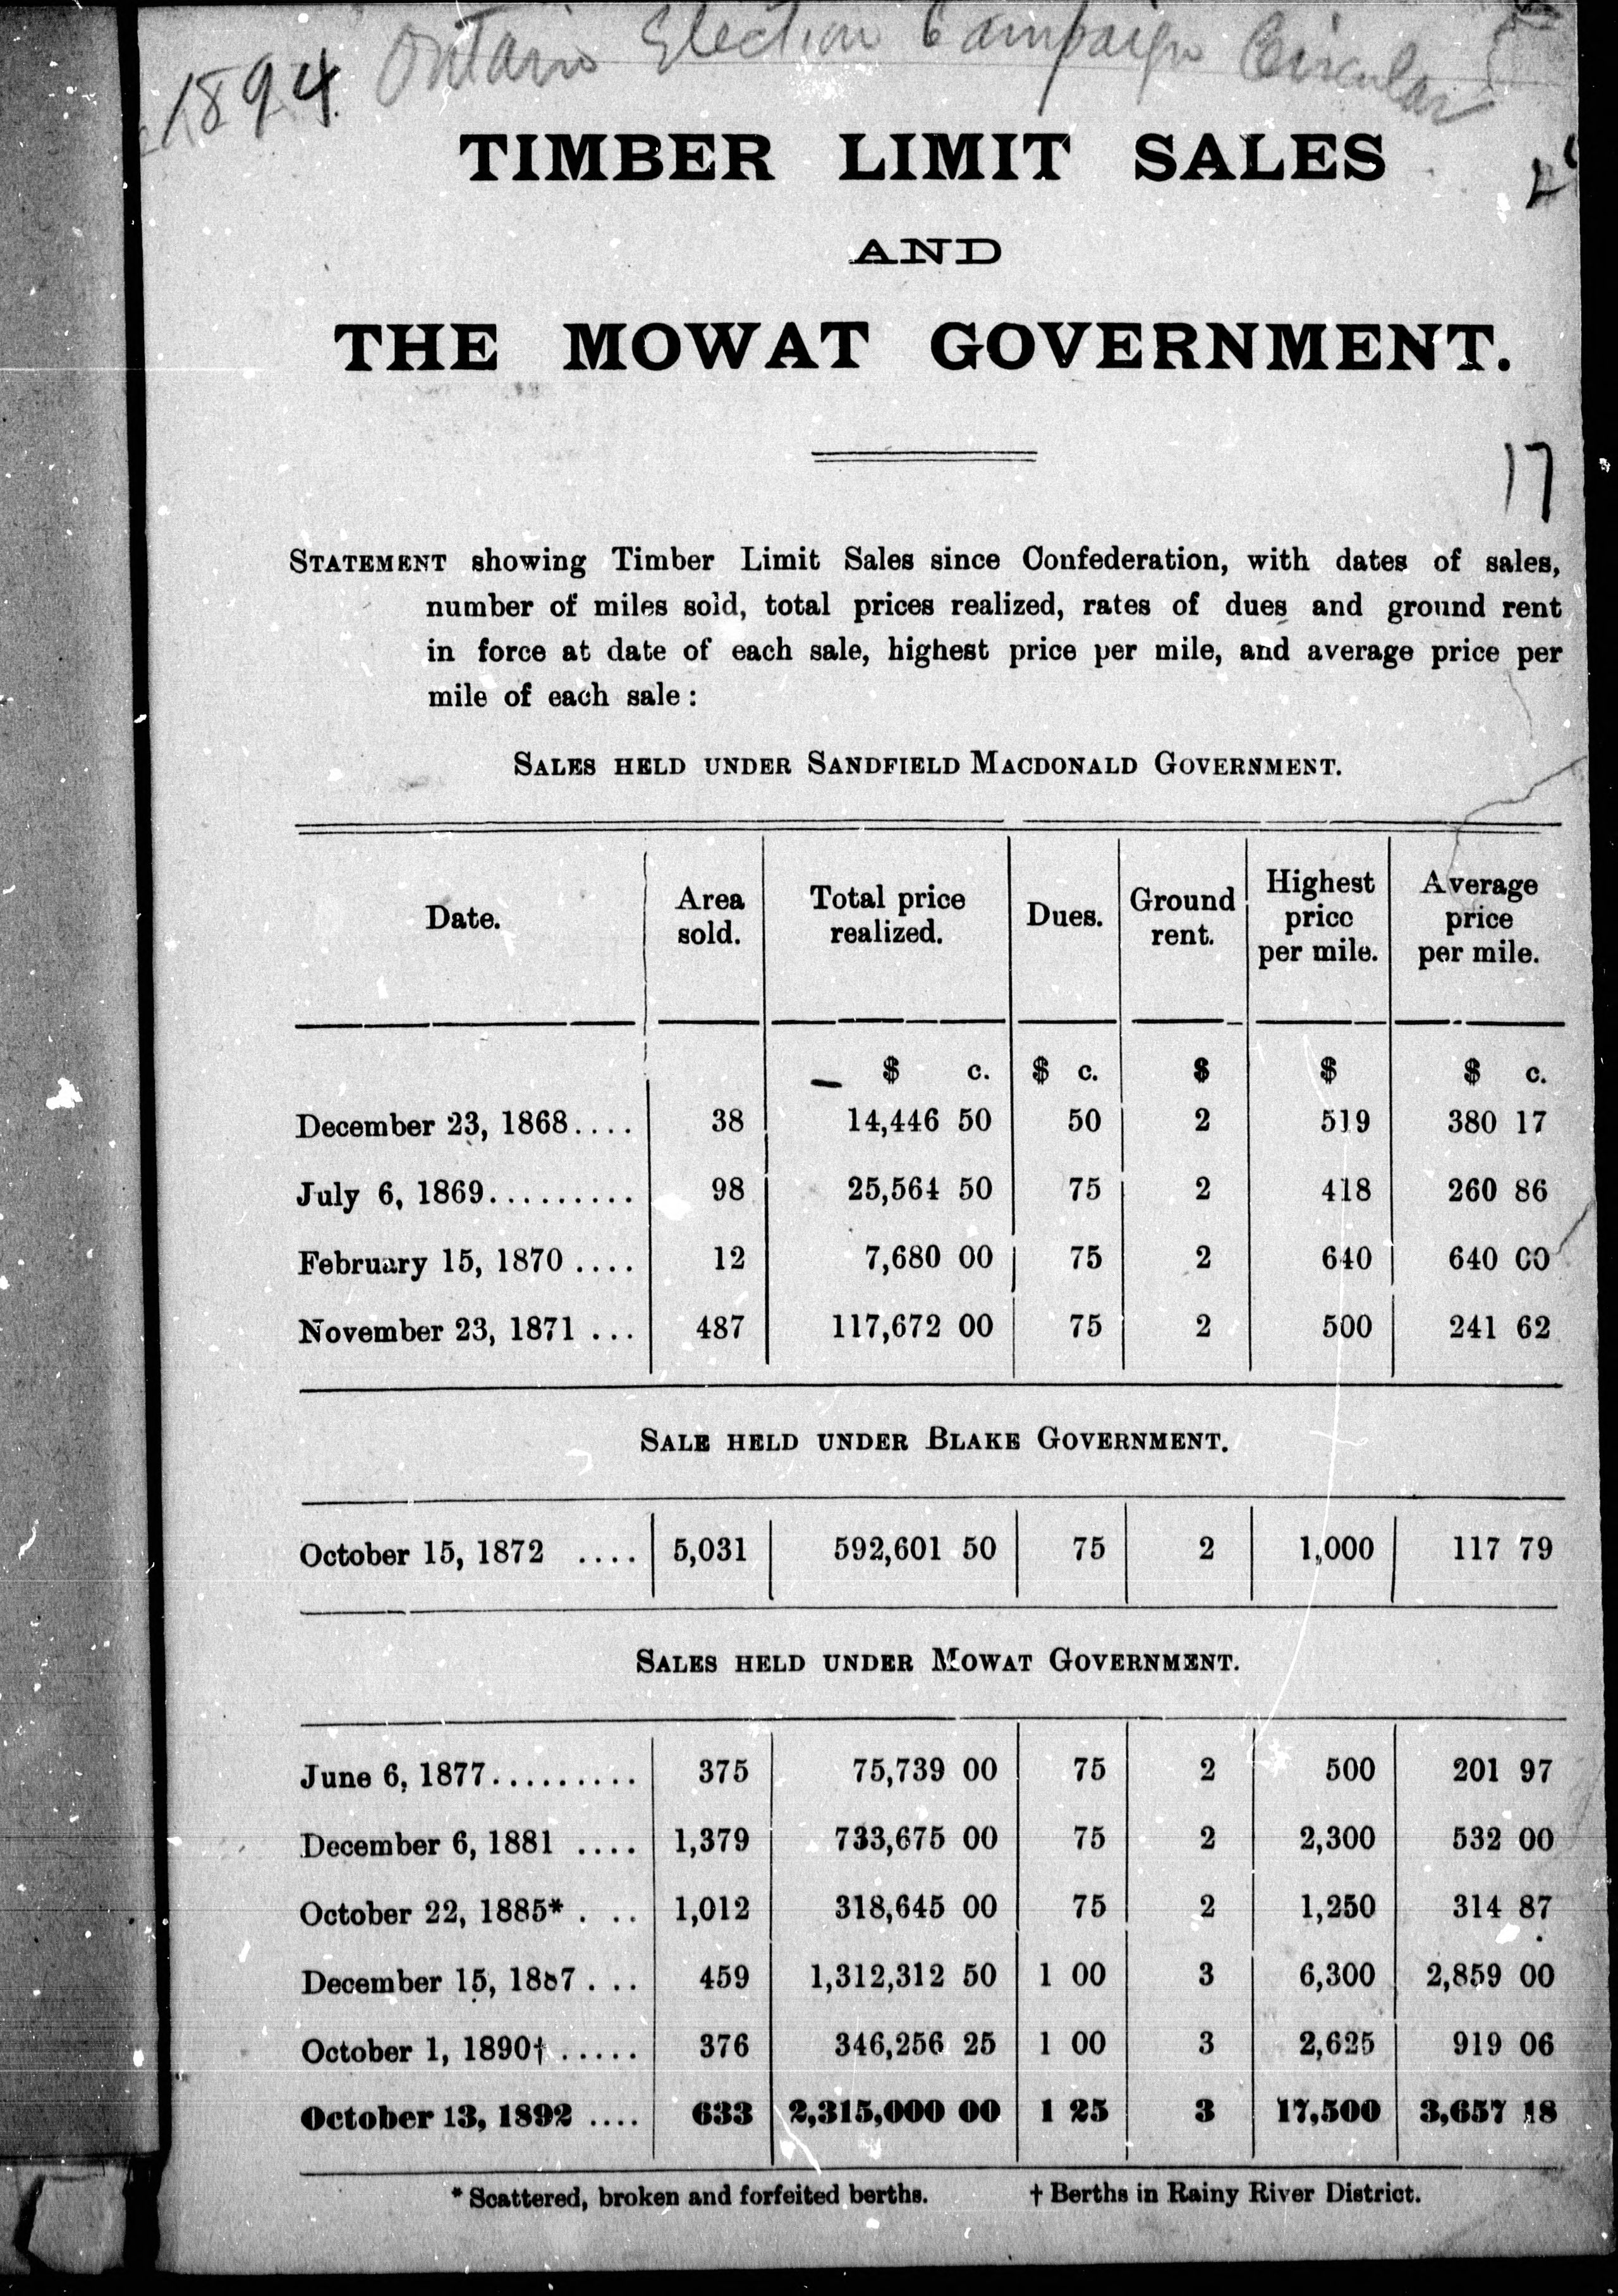 1894. Ontario Election Campaign Circular
TIMBER LIMIT SALES
AND
THE MOWAT GOVERNMENT.
17
STATEMENT showing Timber Limit Sales since Confederation, with dates of sales,
number of miles sold, total prices realized, rates of dues and ground rent
in force at date of each sale, highest price per mile, and average price per
mile of each sale:
SALES HELD UNDER SANDFIELD MACDONALD GOVERNMENT.
Date. Area sold. Total price realized. Dues. Ground rent. Highest price per mile. Average price per mile.
$ c. $ c. $ $ $ c.
December 23, 1868.... 38 14,446 50 50 2 519 380 17
July 6, 1869......... 98 25,564 50 75 2 418 260 86
February 15, 1870 .... 12 7,680 00 75 2 640 640 00
November 23, 1871 ... 487 117,672 00 75 2 500 241 62
SALE HELD UNDER BLAKE GOVERNMENT.
October 15, 1872 .... 5,031 592,601 50 75 2 1,000 117 79
SALES HELD UNDER MOWAT GOVERNMENT.
June 6, 1877......... 375 75,739 00 75 2 500 201 97
December 6, 1881 .... 1,379 733,675 00 75 2 2,300 532 00
October 22, 1885* . .. 1,012 318,645 00 75 2 1,250 314 87
December 15, 1887 . .. 459 1,312,312 50 1 00 3 6,300 2,859 00
October 1, 1890† ..... 376 346,256 25 1 00 3 2,625 919 06
October 13, 1892 .... 633 2,315,000 00 1 25 3 17,500 3,657 18
* Scattered, broken and forfeited berths. † Berths in Rainy River District.